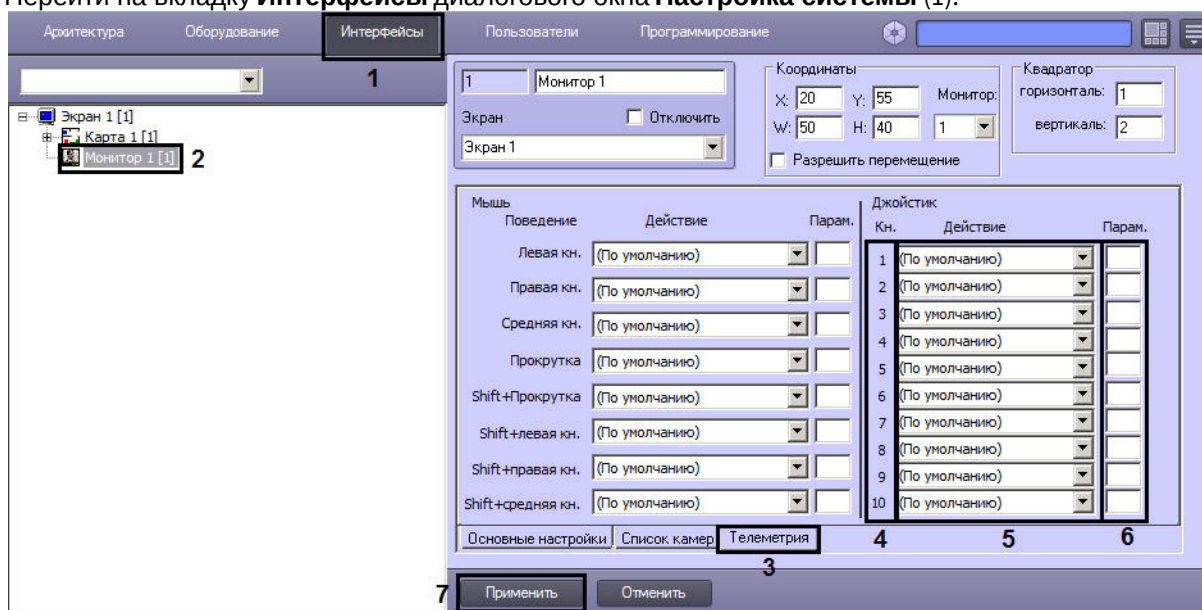 Перейти на вкладку Интерфейсы диалогового окна Настройка системы (1).
Архитектура Оборудование Интерфейсы Пользователи Программирование
1
Экран 1 [1]
Карта 1 [1]
Монитор 1 [1] 2
1 Монитор 1
Экран Отключить
Экран 1
Координаты
X: 20 Y: 55 Монитор:
W: 50 H: 40 1
Разрешить перемещение
Квадратор
горизонталь: 1
вертикаль: 2
Мышь
Поведение Действие Парам.
Левая кн. (По умолчанию)
Правая кн. (По умолчанию)
Средняя кн. (По умолчанию)
Прокрутка (По умолчанию)
Shift+Прокрутка (По умолчанию)
Shift+левая кн. (По умолчанию)
Shift+правая кн. (По умолчанию)
Shift+средняя кн. (По умолчанию)
Джойстик
Кн. Действие Парам.
1 (По умолчанию)
2 (По умолчанию)
3 (По умолчанию)
4 (По умолчанию)
5 (По умолчанию)
6 (По умолчанию)
7 (По умолчанию)
8 (По умолчанию)
9 (По умолчанию)
10 (По умолчанию)
Основные настройки Список камер Телеметрия
3
4 5 6
7 Применить Отменить